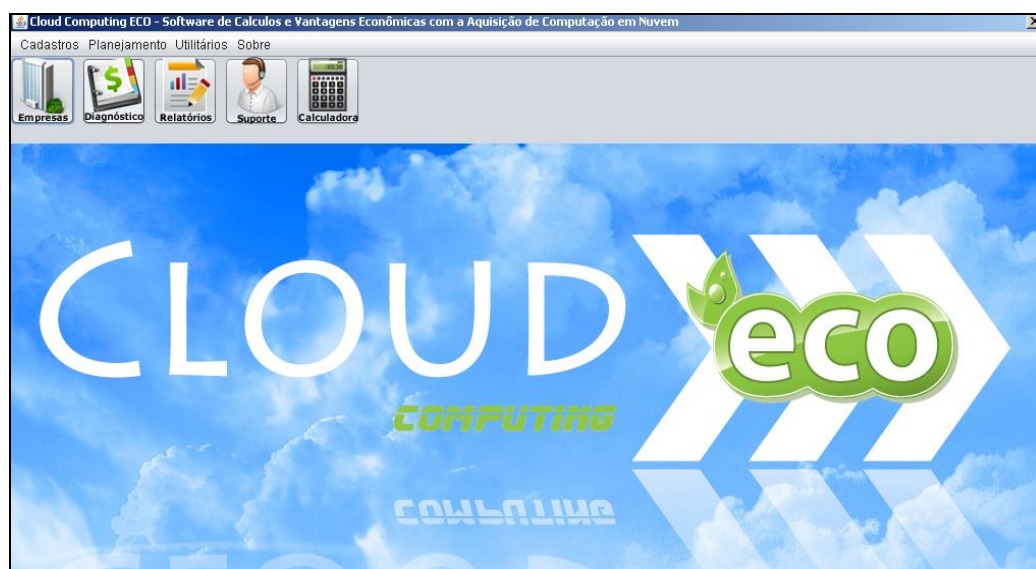 Cloud Computing ECO - Software de Calculos e Vantagens Econômicas com a Aquisição de Computação em Nuvem
Cadastros Planejamento Utilitários Sobre
Empresas Diagnóstico Relatórios Suporte Calculadora
CLOUD eco
COMPUTING